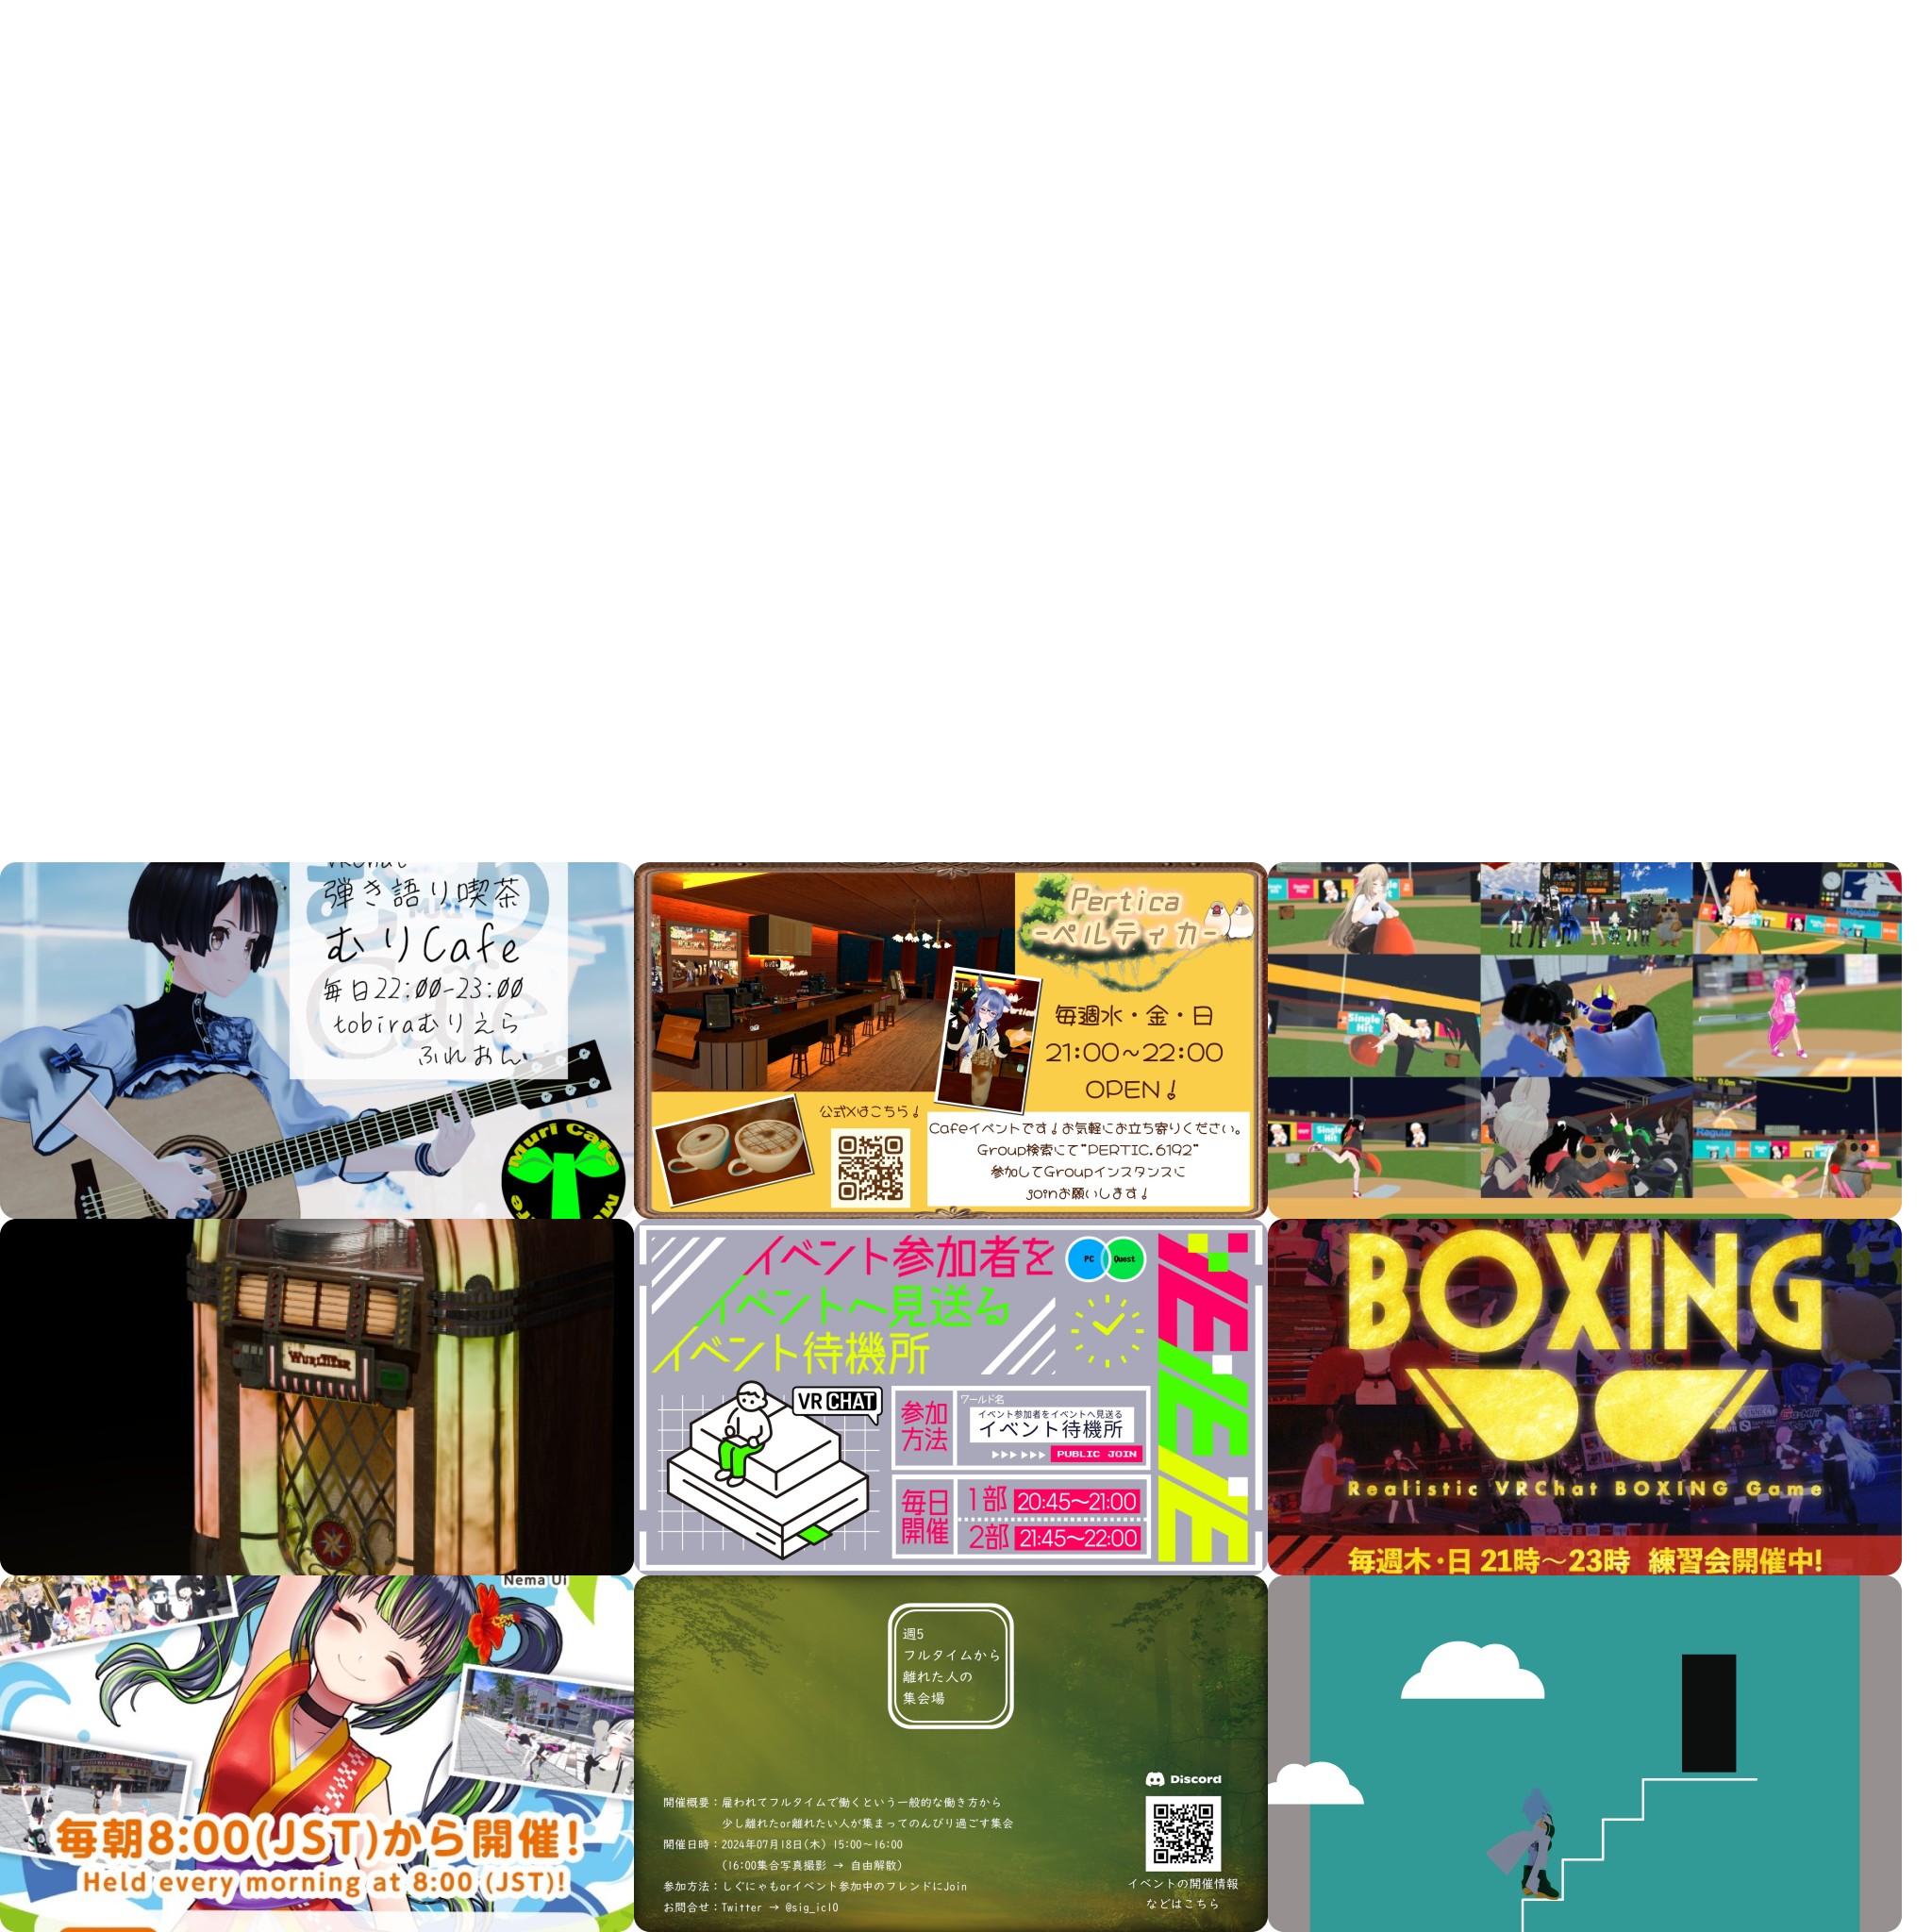 弾き語り喫茶
むりCafe
毎日22:00-23:00
tobiraむりえら
ふれおん
Muri Cafe
Pertica
-ペルティカ-
毎週水・金・日
21:00~22:00
OPEN!
公式Xはこちら!
Cafeイベントです!お気軽にお立ち寄りください。
Group検索にて"PERTIC.6192"
参加してGroupインスタンスに
joinお願いします!
Single Hit
Regular
Single Hit
Single Hit
Regular
WURLITZER
イベント参加者を
イベントへ見送る
イベント待機所
PC
Quest
VRCHAT
参加方法
ワールド名
イベント参加者をイベントへ見送る
イベント待機所
PUBLIC JOIN
毎日開催
1部 20:45~21:00
2部 21:45~22:00
BOXING
Realistic VRChat BOXING Game
毎週木・日 21時~23時 練習会開催中!
Nema UI
毎朝8:00(JST)から開催!
Held every morning at 8:00 (JST)!
週5
フルタイムから
離れた人の
集会場
開催概要:雇われてフルタイムで働くという一般的な働き方から
少し離れたor離れたい人が集まってのんびり過ごす集会
開催日時:2024年07月18日(木) 15:00~16:00
(16:00集合写真撮影 → 自由解散)
参加方法:しぐにゃもorイベント参加中のフレンドにJoin
お問合せ:Twitter → @sig_icl0
Discord
イベントの開催情報
などはこちら